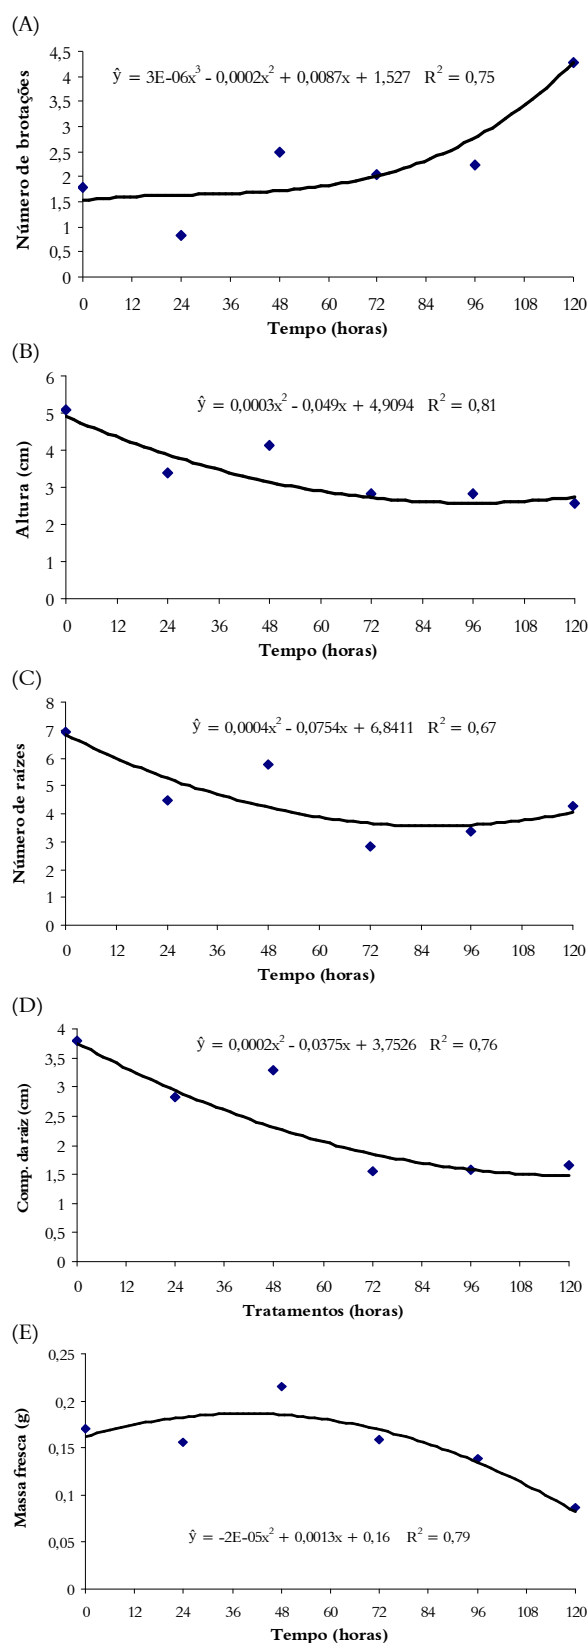 (A)
4,5
4
3,5
3
2,5
2
1,5
1
0,5
0
ŷ = 3E-06x³ - 0,0002x² + 0,0087x + 1,527 R² = 0,75
Número de brotações
0 12 24 36 48 60 72 84 96 108 120
Tempo (horas)
(B)
6
5
4
3
2
1
0
ŷ = 0,0003x² - 0,049x + 4,9094 R² = 0,81
Altura (cm)
0 12 24 36 48 60 72 84 96 108 120
Tempo (horas)
(C)
8
7
6
5
4
3
2
1
0
ŷ = 0,0004x² - 0,0754x + 6,8411 R² = 0,67
Número de raízes
0 12 24 36 48 60 72 84 96 108 120
Tempo (horas)
(D)
4
3,5
3
2,5
2
1,5
1
0,5
0
ŷ = 0,0002x² - 0,0375x + 3,7526 R² = 0,76
Comp. da raiz (cm)
0 12 24 36 48 60 72 84 96 108 120
Tratamentos (horas)
(E)
0,25
0,2
0,15
0,1
0,05
0
Massa fresca (g)
ŷ = -2E-05x² + 0,0013x + 0,16 R² = 0,79
0 12 24 36 48 60 72 84 96 108 120
Tempo (horas)